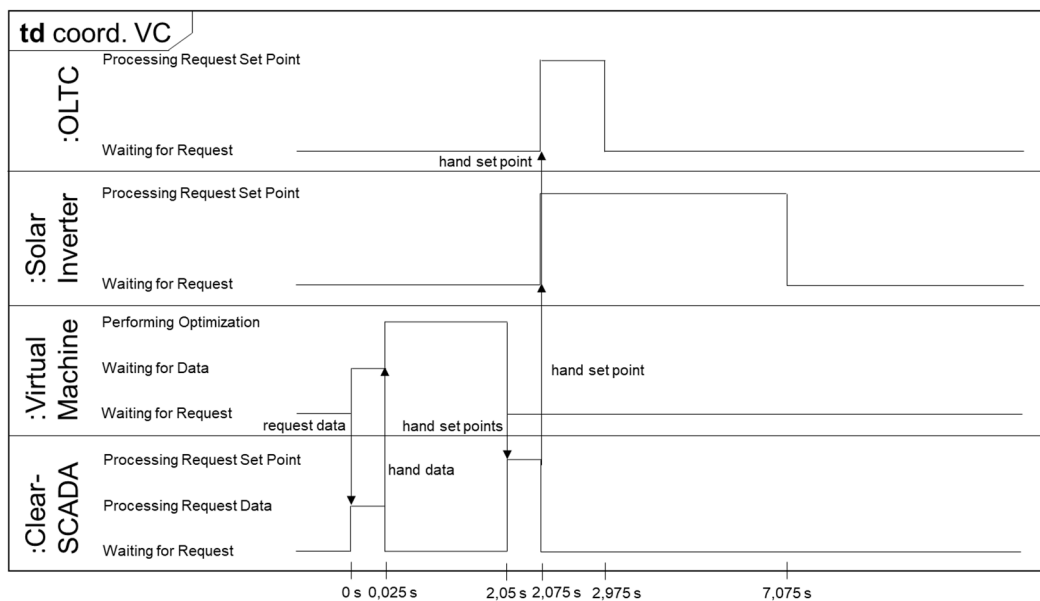 td coord. VC
:OLTC
Processing Request Set Point
Waiting for Request
hand set point
:Solar
Inverter
Processing Request Set Point
Waiting for Request
:Virtual
Machine
Performing Optimization
Waiting for Data
Waiting for Request
hand set point
request data
hand set points
:Clear-
SCADA
Processing Request Set Point
Processing Request Data
Waiting for Request
hand data
0 s 0,025 s 2,05 s 2,075 s 2,975 s 7,075 s